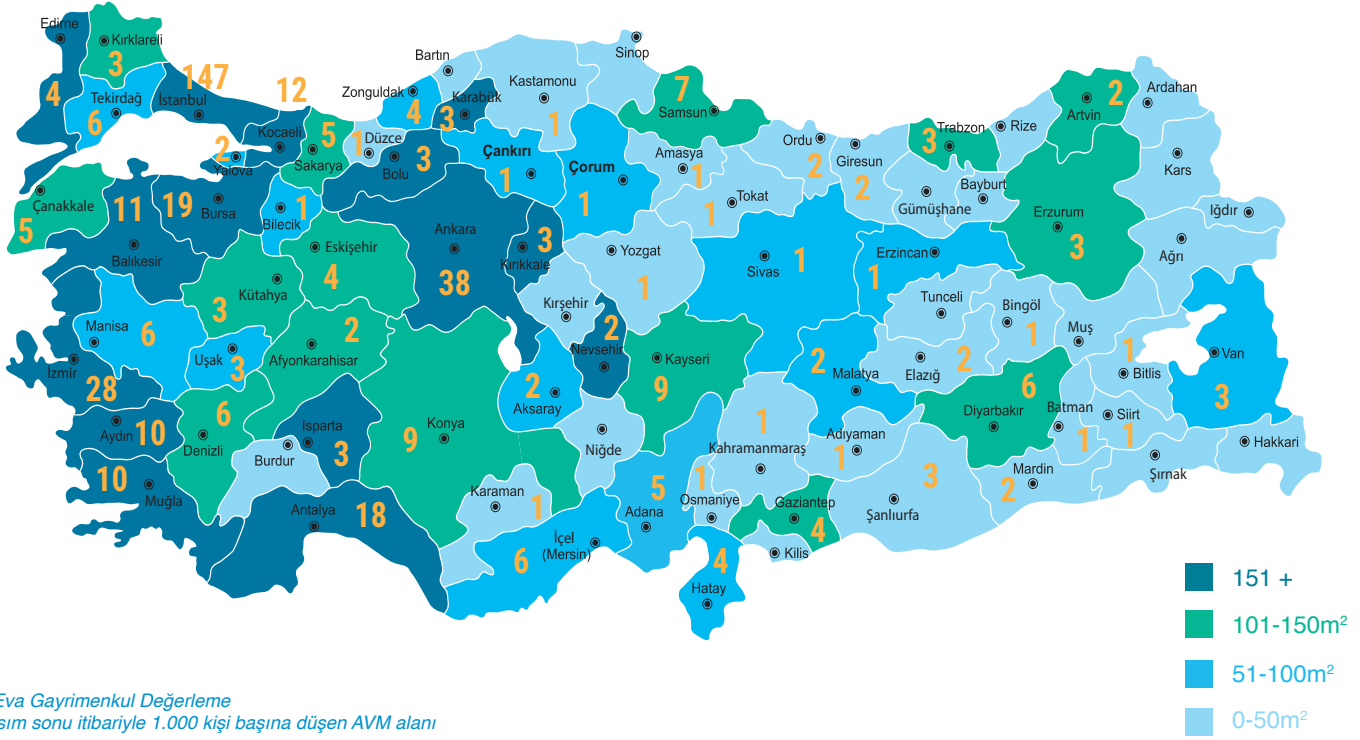 Edirne
4
Kırklareli
3
Tekirdağ
6
147
İstanbul
12
Kocaeli
2
Yalova
5
Sakarya
1
Düzce
Bolu
3
Zonguldak
4
Bartın
Karabük
3
Kastamonu
1
Sinop
7
Samsun
Çankırı
1
Çorum
1
Amasya
1
Tokat
1
Ordu
2
Giresun
2
Trabzon
3
Rize
Artvin
2
Ardahan
Kars
Gümüşhane
Bayburt
Erzurum
3
Iğdır
Ağrı
Çanakkale
5
11
Balıkesir
19
Bursa
1
Bilecik
Eskişehir
4
Kütahya
3
Ankara
38
3
Kırıkkale
Yozgat
1
Sivas
1
Erzincan
1
Tunceli
Bingöl
1
Muş
1
Bitlis
Van
3
Manisa
6
İzmir
28
Uşak
3
2
Afyonkarahisar
Kırşehir
2
Nevşehir
Kayseri
9
2
Malatya
Elazığ
2
6
Diyarbakır
Batman
1
Siirt
1
Hakkari
Şırnak
Mardin
2
Aydın
10
6
Denizli
10
Muğla
Burdur
Isparta
3
Antalya
18
Konya
9
2
Aksaray
Niğde
Karaman
1
İçel
(Mersin)
6
5
Adana
1
Kahramanmaraş
1
Osmaniye
Adıyaman
1
Gaziantep
4
Kilis
4
Hatay
3
Şanlıurfa
151 +
101-150m²
51-100m²
0-50m²
Eva Gayrimenkul Değerleme
sonu itibariyle 1.000 kişi başına düşen AVM alanı